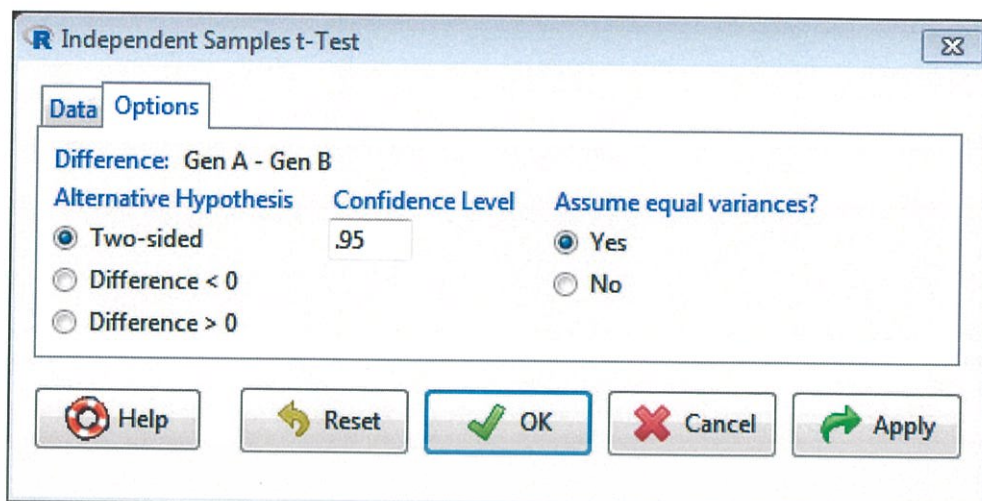 R Independent Samples t-Test
Data Options
Difference: Gen A - Gen B
Alternative Hypothesis Confidence Level Assume equal variances?
Two-sided .95 Yes
Difference < 0 No
Difference > 0
Help Reset OK Cancel Apply